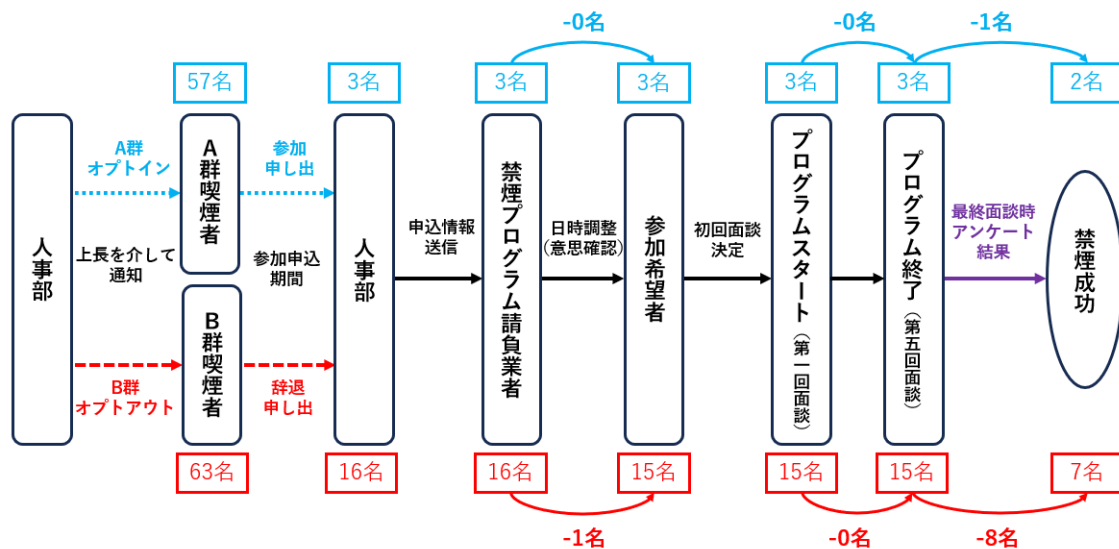 -0名
-0名
-1名
57名
3名
3名
3名
3名
3名
2名
人事部
A群
オプトイン
上長を介して
通知
B群
オプトアウト
A群喫煙者
B群喫煙者
参加
申し出
参加申込
期間
辞退
申し出
人事部
申込情報
送信
禁煙プログラム請負業者
日時調整
(意思確認)
参加希望者
初回面談
決定
プログラムスタート(第一回面談)
プログラム終了(第五回面談)
最終面談時
アンケート
結果
禁煙成功
63名
16名
16名
15名
15名
15名
7名
-1名
-0名
-8名